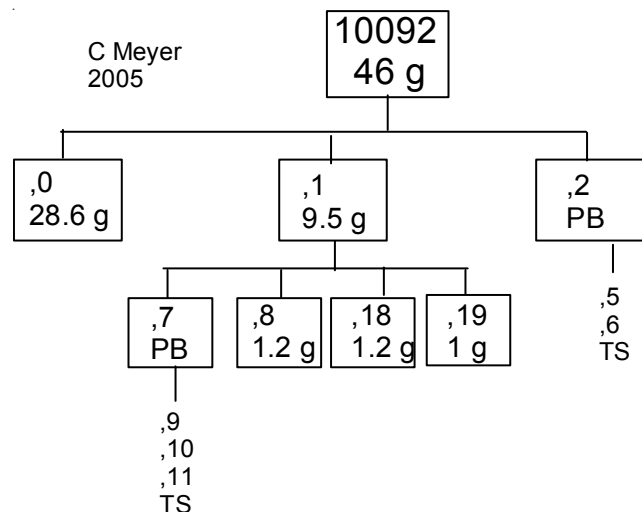 C Meyer
2005
10092
46 g
,0
28.6 g
,1
9.5 g
,2
PB
,5
,6
TS
,7
PB
,8
1.2 g
,18
1.2 g
,19
1 g
,9
,10
,11
TS